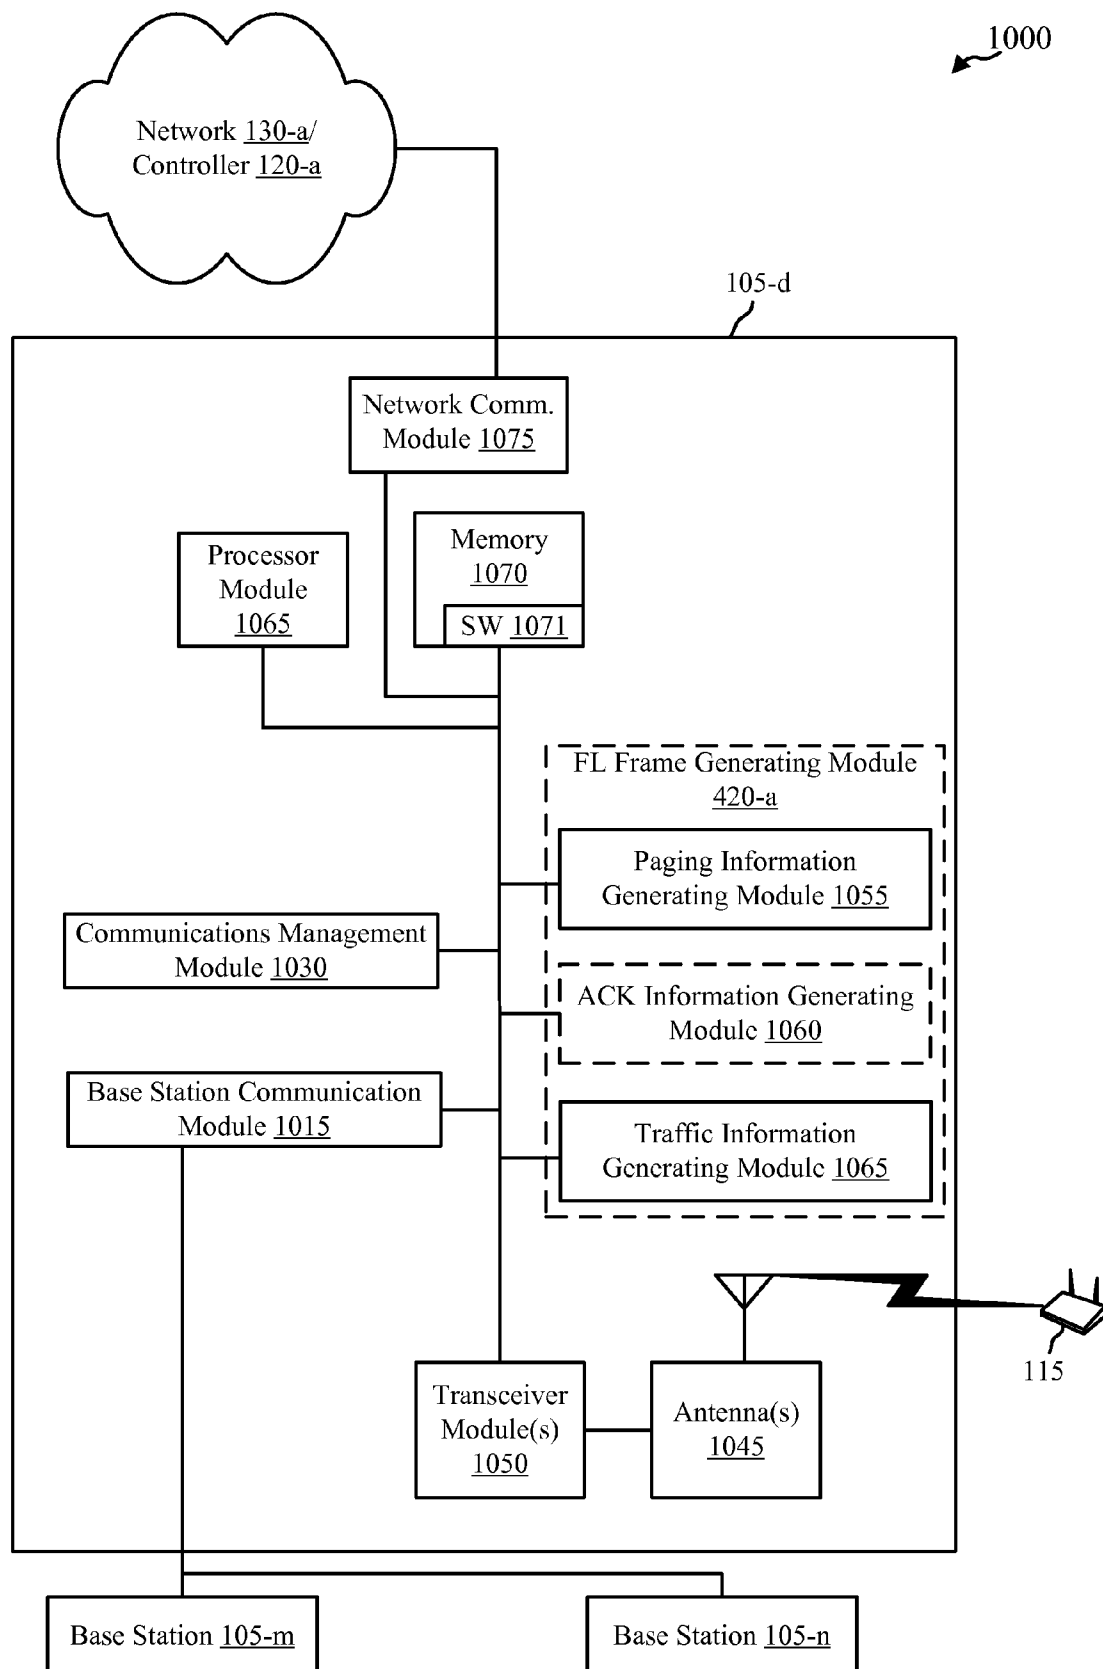 1000
Network 130-a/
Controller 120-a
105-d
Network Comm.
Module 1075
Processor
Module
1065
Memory
1070
SW 1071
FL Frame Generating Module
420-a
Paging Information
Generating Module 1055
Communications Management
Module 1030
ACK Information Generating
Module 1060
Base Station Communication
Module 1015
Traffic Information
Generating Module 1065
115
Transceiver
Module(s)
1050
Antenna(s)
1045
Base Station 105-m
Base Station 105-n